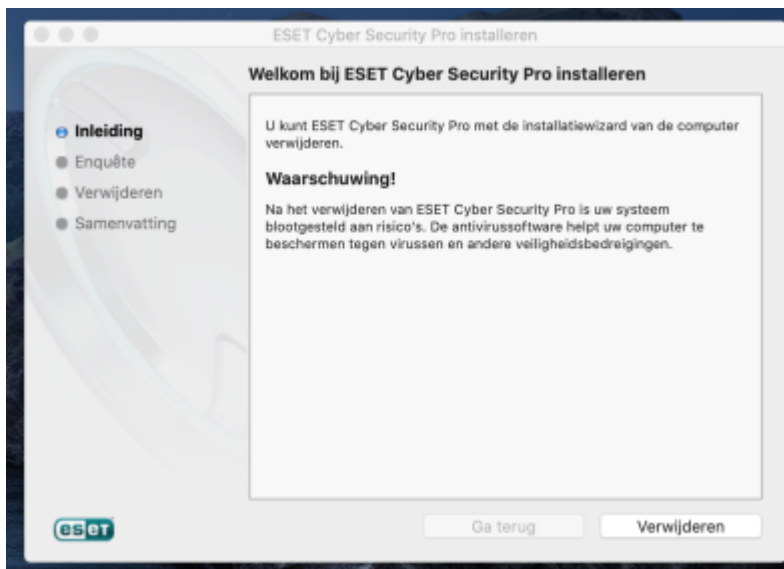 ESET Cyber Security Pro installeren
Welkom bij ESET Cyber Security Pro installeren
Inleiding
Enquête
Verwijderen
Samenvatting
U kunt ESET Cyber Security Pro met de installatiewizard van de computer
verwijderen.
Waarschuwing!
Na het verwijderen van ESET Cyber Security Pro is uw systeem
blootgesteld aan risico's. De antivirussoftware helpt uw computer te
beschermen tegen virussen en andere veiligheidsbedreigingen.
eset
Ga terug
Verwijderen